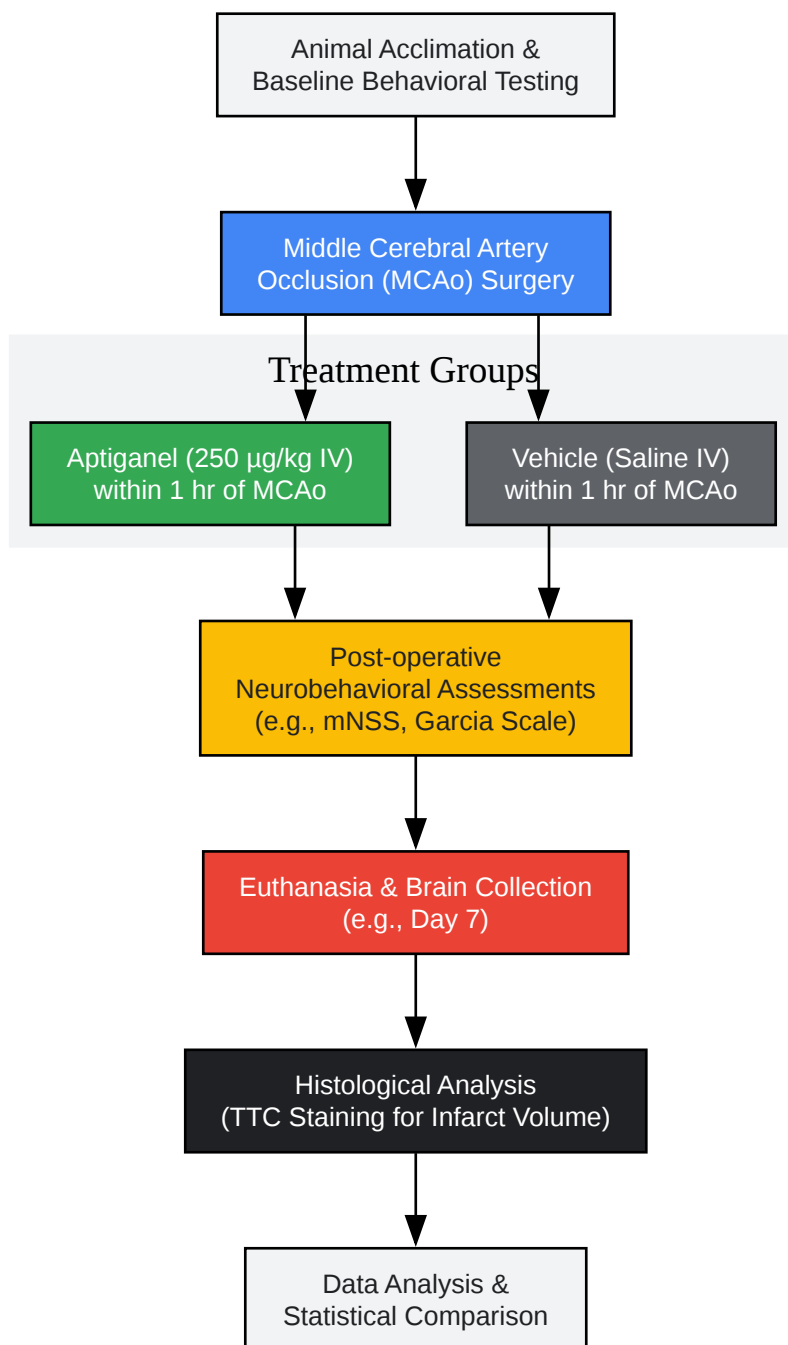 Animal Acclimation &
Baseline Behavioral Testing
Middle Cerebral Artery
Occlusion (MCAo) Surgery
Treatment Groups
Aptiganel (250 µg/kg IV)
within 1 hr of MCAo
Vehicle (Saline IV)
within 1 hr of MCAo
Post-operative
Neurobehavioral Assessments
(e.g., mNSS, Garcia Scale)
Euthanasia & Brain Collection
(e.g., Day 7)
Histological Analysis
(TTC Staining for Infarct Volume)
Data Analysis &
Statistical Comparison